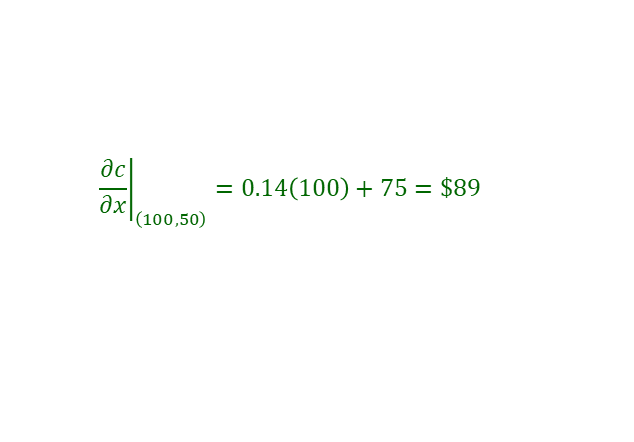 ∂c/∂x|(100,50) = 0.14(100) + 75 = $89